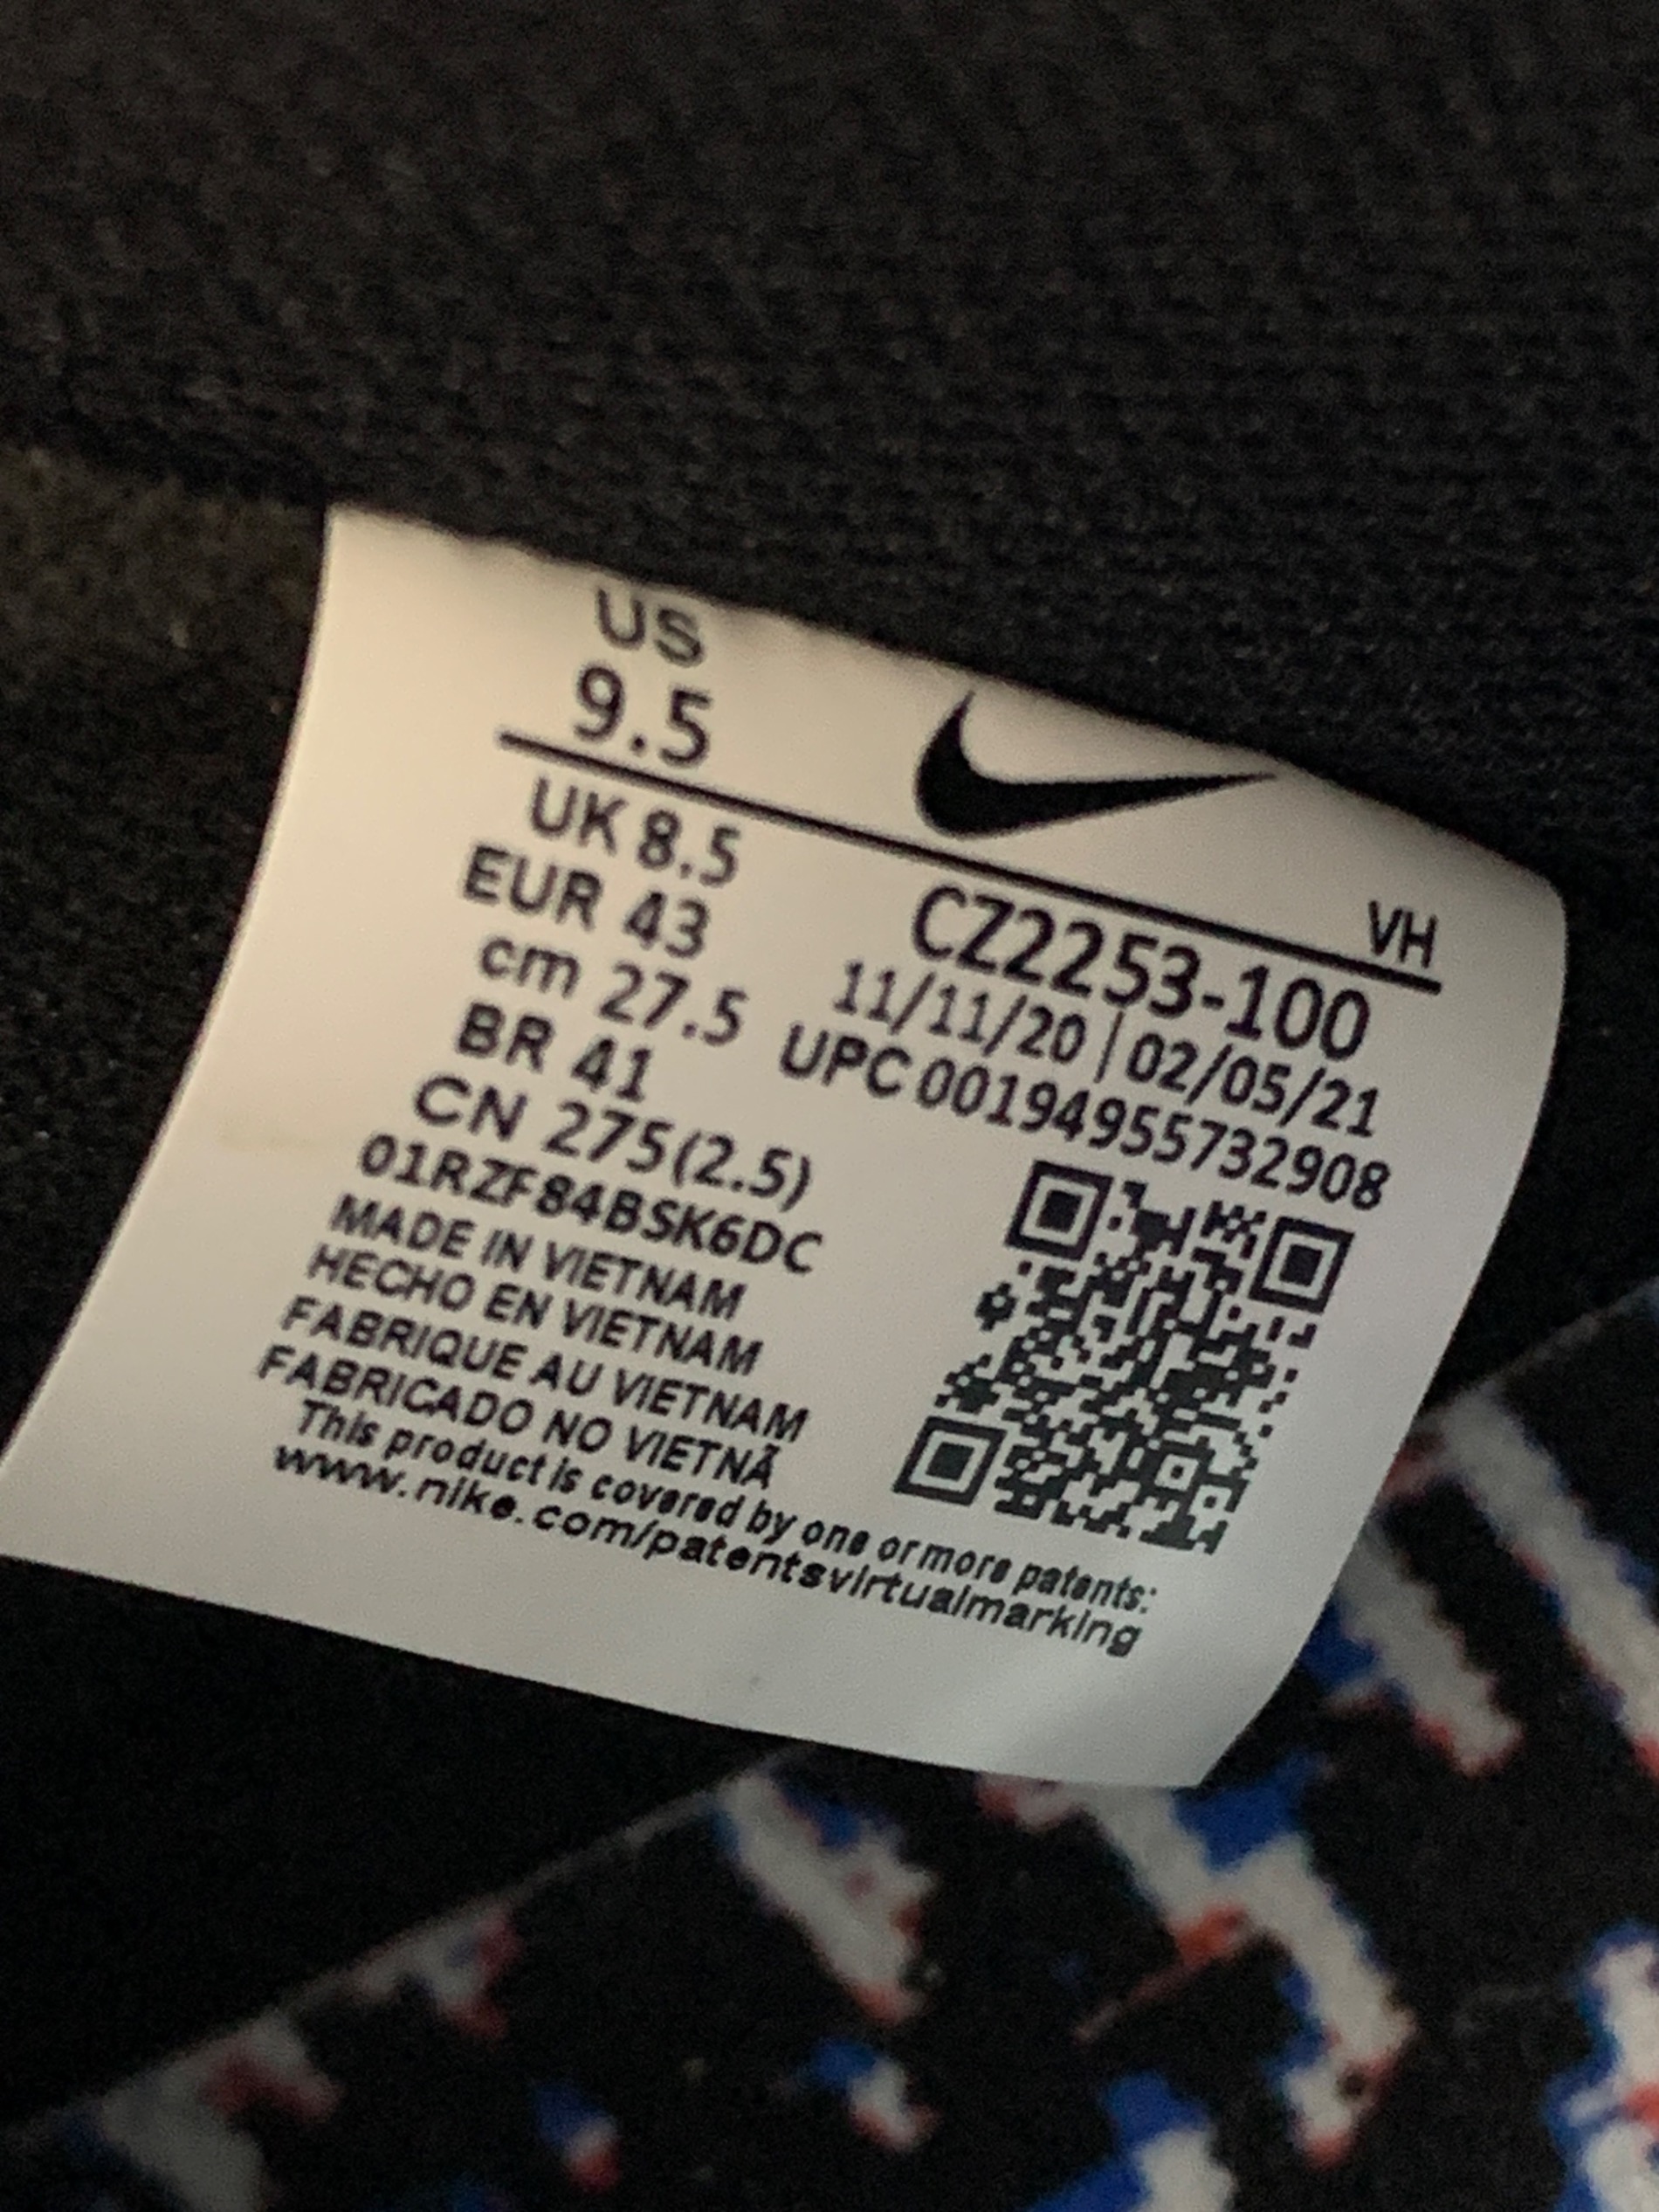 US
9.5
VH
UK 8.5
EUR 43
cm 27.5
BR 41
CN 275(2.5)
CZ2253-100
11/11/20 | 02/05/21
UPC 00194955732908
01RZF84BSK6DC
MADE IN VIETNAM
HECHO EN VIETNAM
FABRIQUE AU VIETNAM
FABRICADO NO VIETNÃ
This product is covered by one or more patents:
www.nike.com/patentsvirtualmarking